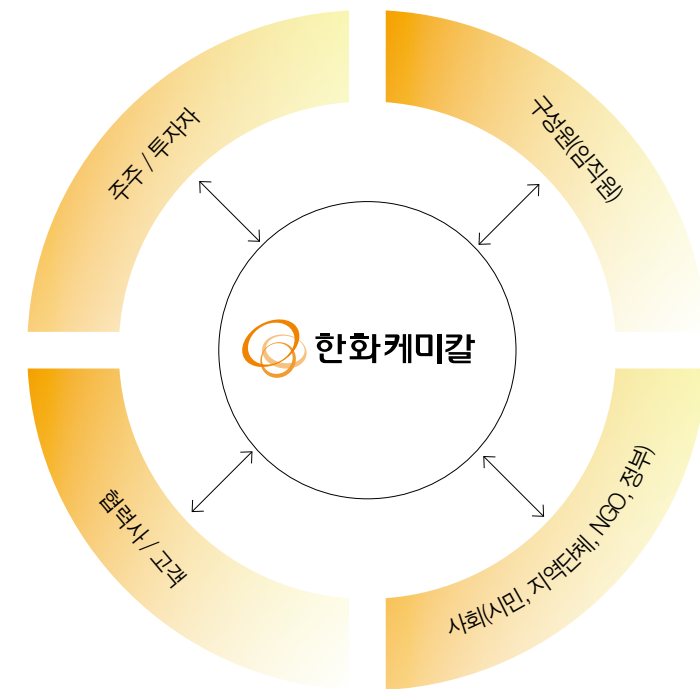 주주 / 투자자
구성원(임직원)
한화케미칼
협력사 / 고객
사회(시민, 지역단체, NGO, 정부)